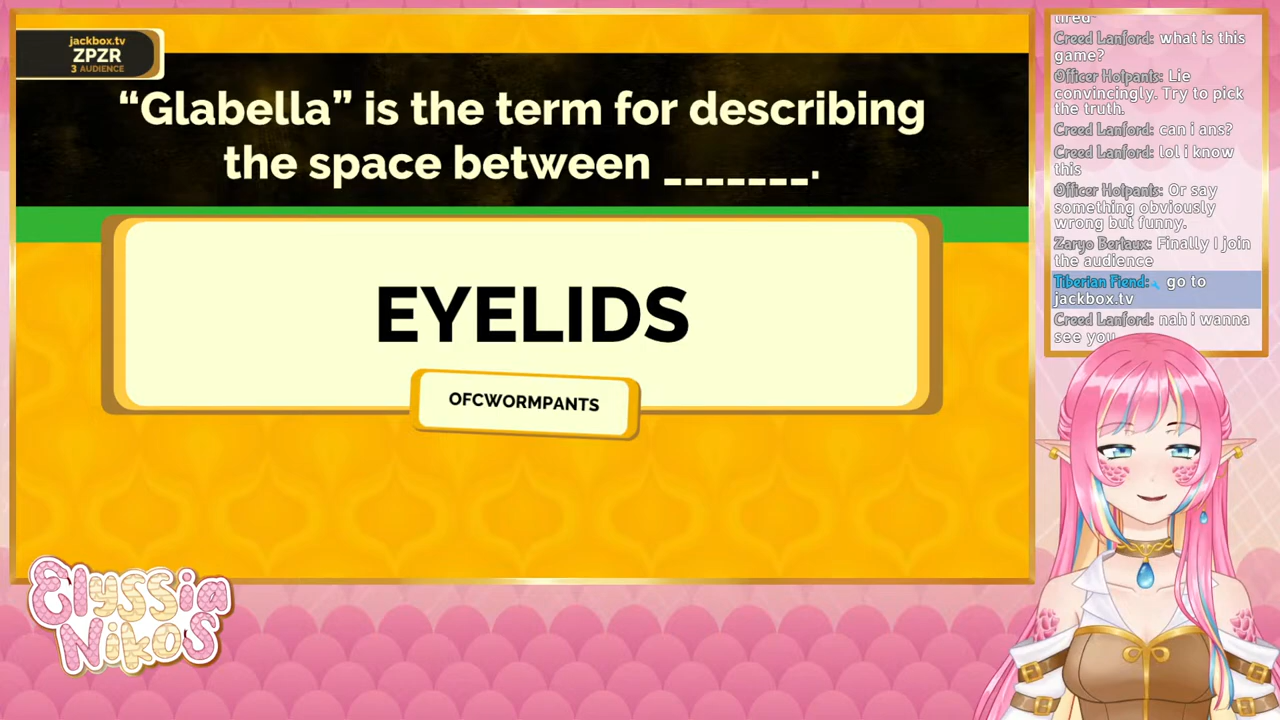 jackbox.tv
ZPZR
3 AUDIENCE
“Glabella” is the term for describing
the space between _______.
EYELIDS
OFCWORMPANTS
Elyssia
Nikos
tired
Creed Lanford: what is this
game?
Officer Holpants: Lie
convincingly. Try to pick
the truth.
Creed Lanford: can i ans?
Creed Lanford: lol i know
this
Officer Holpants: Or say
something obviously
wrong but funny.
Zaryo Berlaux: Finally I join
the audience
Tiberian Fiend: go to
jackbox.tv
Creed Lanford: nah i wanna
see you